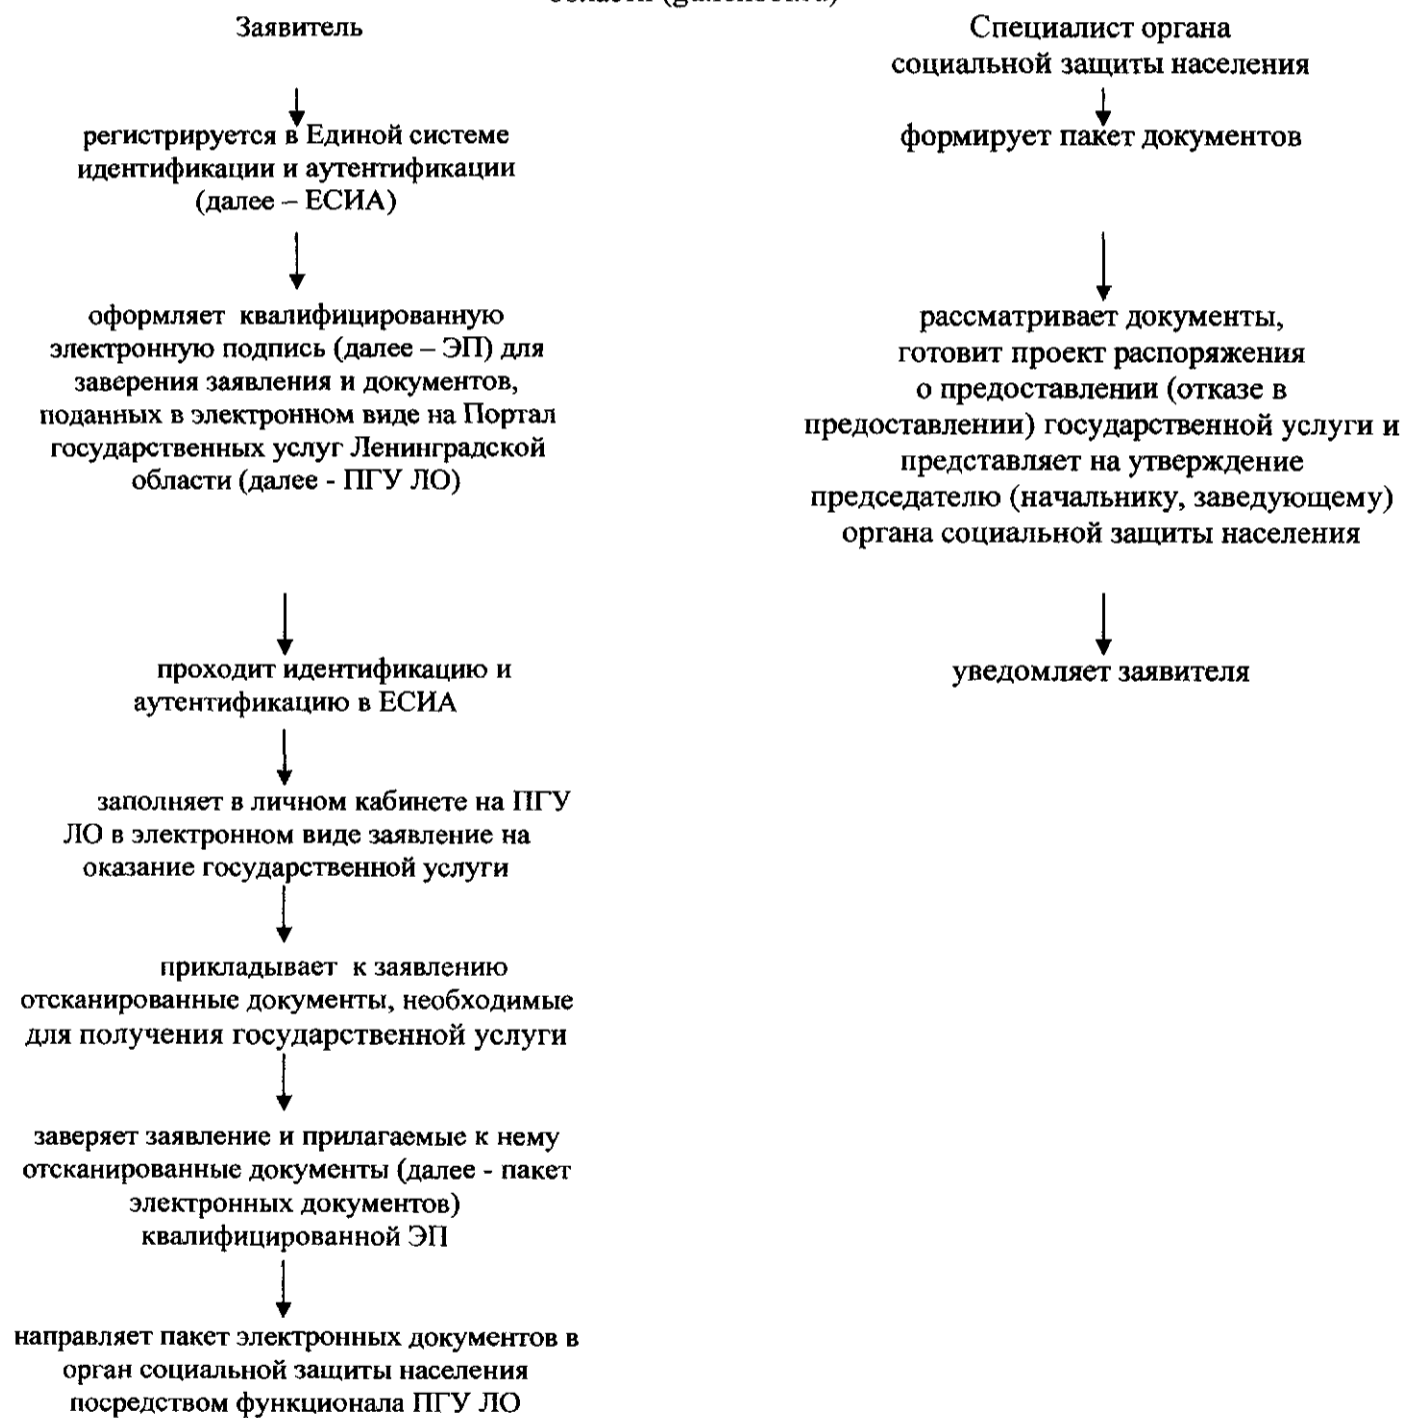 Заявитель
регистрируется в Единой системе
идентификации и аутентификации
(далее – ЕСИА)
оформляет квалифицированную
электронную подпись (далее – ЭП) для
заверения заявления и документов,
поданных в электронном виде на Портал
государственных услуг Ленинградской
области (далее - ПГУ ЛО)
проходит идентификацию и
аутентификацию в ЕСИА
заполняет в личном кабинете на ПГУ
ЛО в электронном виде заявление на
оказание государственной услуги
прикладывает к заявлению
отсканированные документы, необходимые
для получения государственной услуги
заверяет заявление и прилагаемые к нему
отсканированные документы (далее - пакет
электронных документов)
квалифицированной ЭП
направляет пакет электронных документов в
орган социальной защиты населения
посредством функционала ПГУ ЛО
Специалист органа
социальной защиты населения
формирует пакет документов
рассматривает документы,
готовит проект распоряжения
о предоставлении (отказе в
предоставлении) государственной услуги и
представляет на утверждение
председателю (начальнику, заведующему)
органа социальной защиты населения
уведомляет заявителя